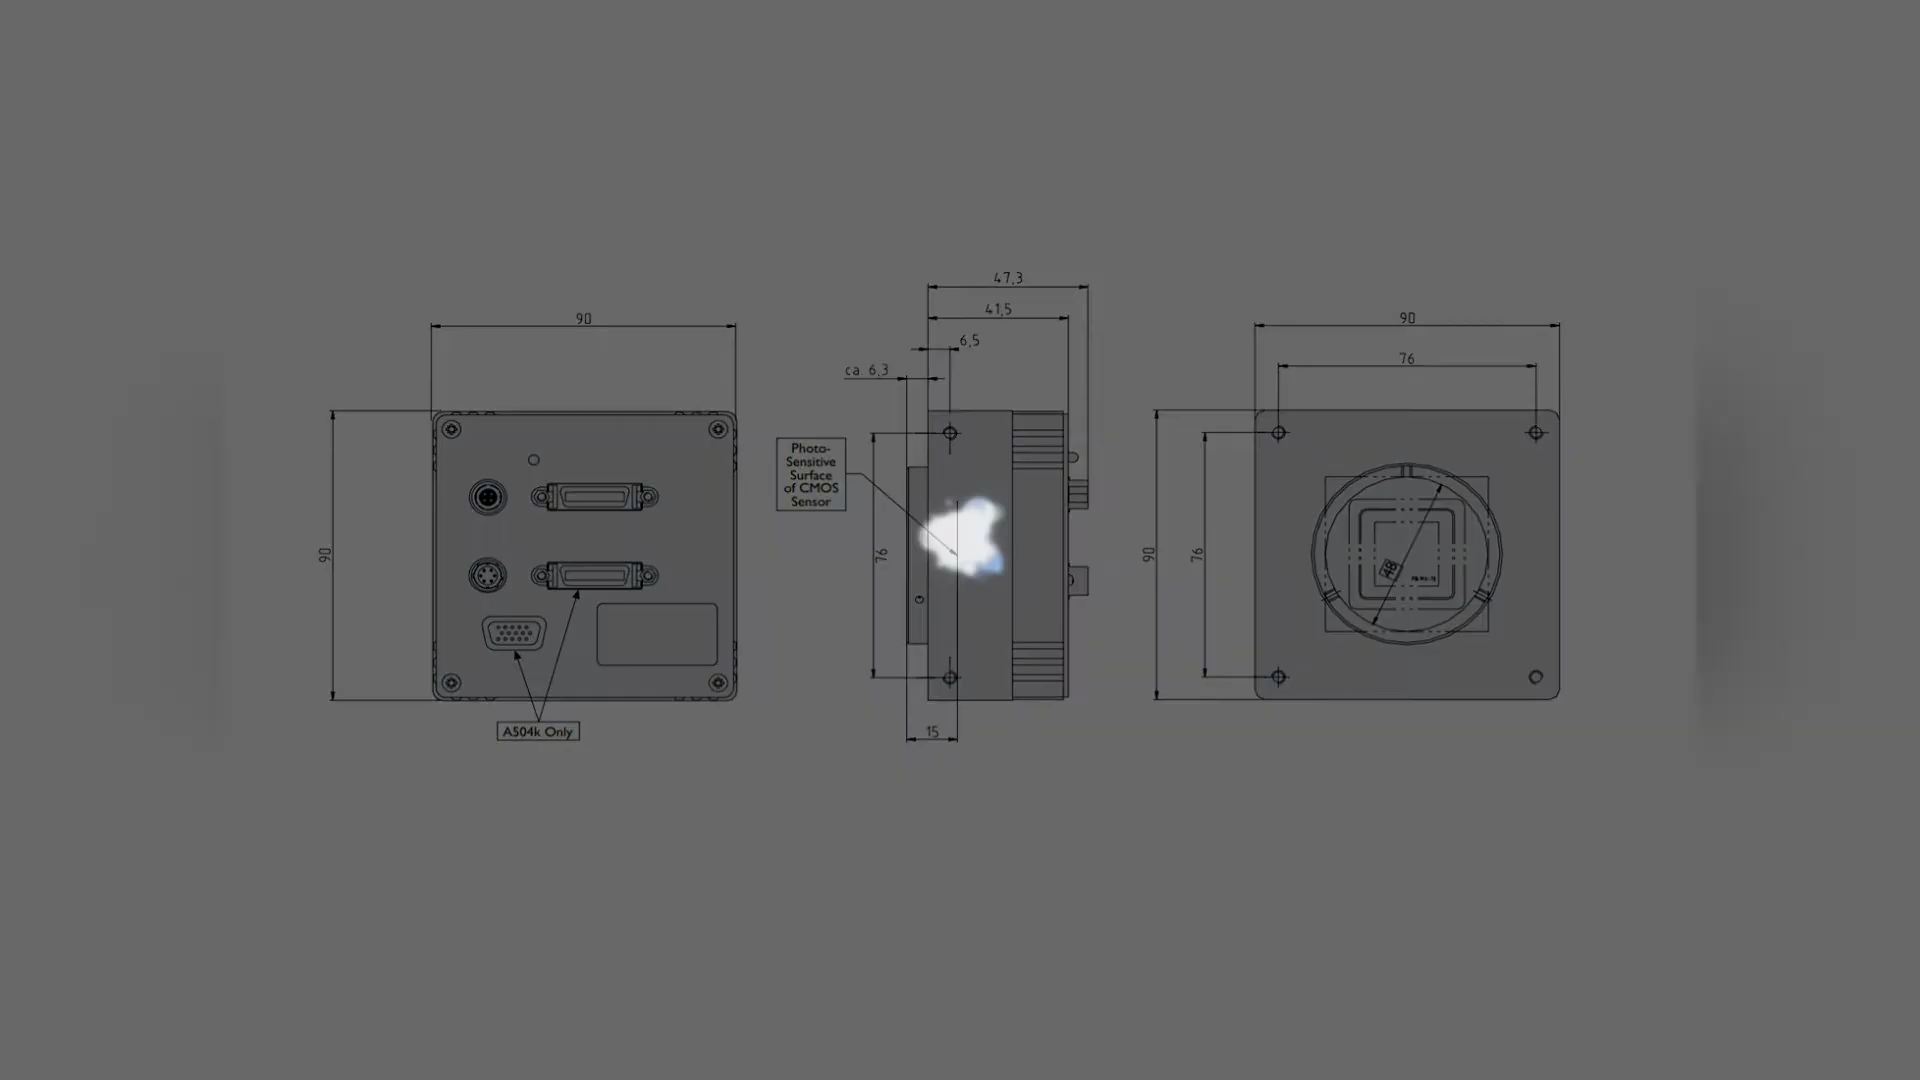 90
90
A504k Only
47,3
41,5
6,5
ca 6,3
Photo-
Sensitive
Surface
of CMOS
Sensor
76
15
90
76
90
76
48